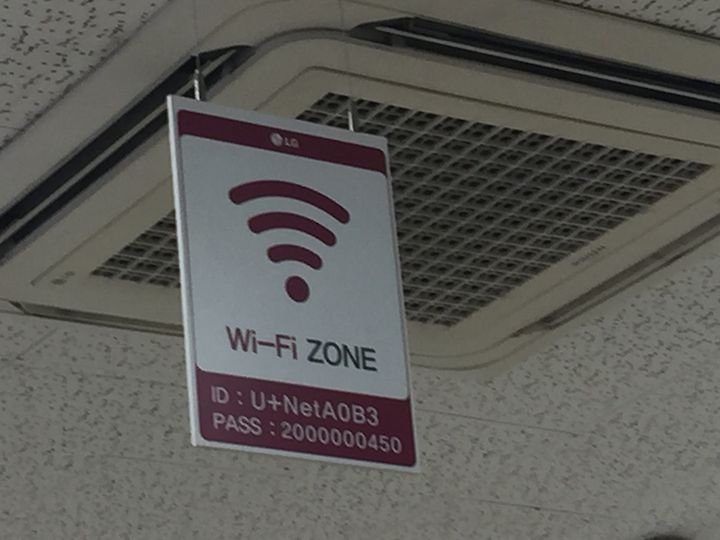 LG
Wi-Fi ZONE
ID : U+NetA0B3
PASS : 2000000450